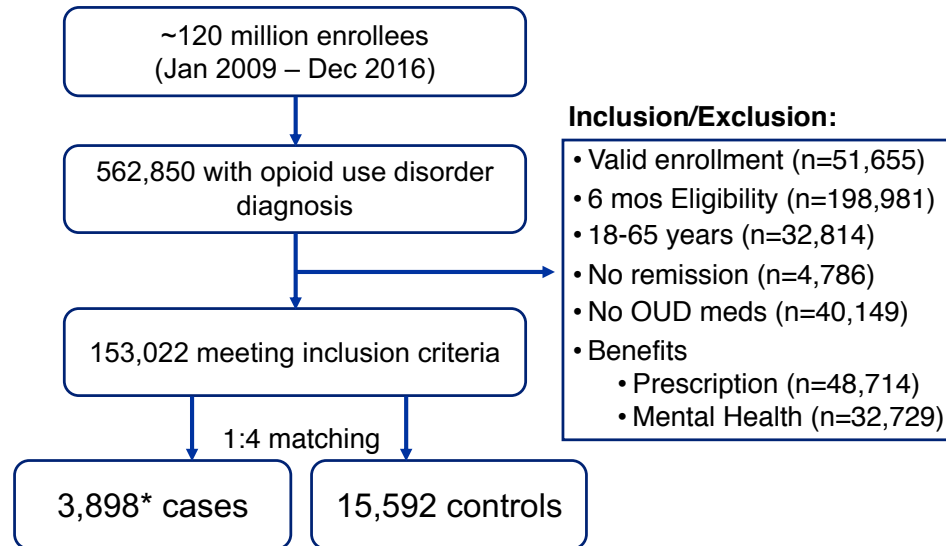 ~120 million enrollees
(Jan 2009 – Dec 2016)
562,850 with opioid use disorder
diagnosis
Inclusion/Exclusion:
• Valid enrollment (n=51,655)
• 6 mos Eligibility (n=198,981)
• 18-65 years (n=32,814)
• No remission (n=4,786)
• No OUD meds (n=40,149)
• Benefits
• Prescription (n=48,714)
• Mental Health (n=32,729)
153,022 meeting inclusion criteria
1:4 matching
3,898* cases
15,592 controls